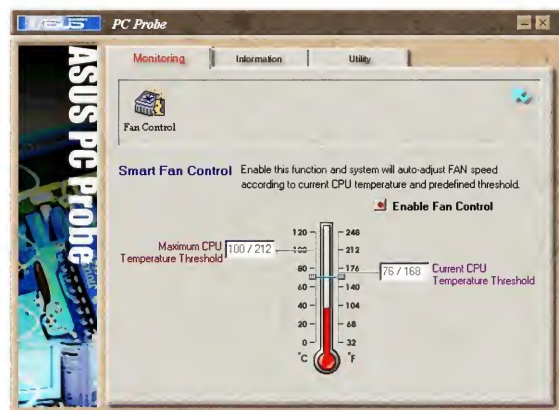 ASUS PC Probe
Monitoring Information Utility
ASUS PC Probe
Fan Control
Smart Fan Control Enable this function and system will auto-adjust FAN speed
according to current CPU temperature and predefined threshold.
Enable Fan Control
Maximum CPU
Temperature Threshold
100 / 212
120 248
100 212
80 176
60 140
40 104
20 68
0 32
°C °F
76 / 168
Current CPU
Temperature Threshold